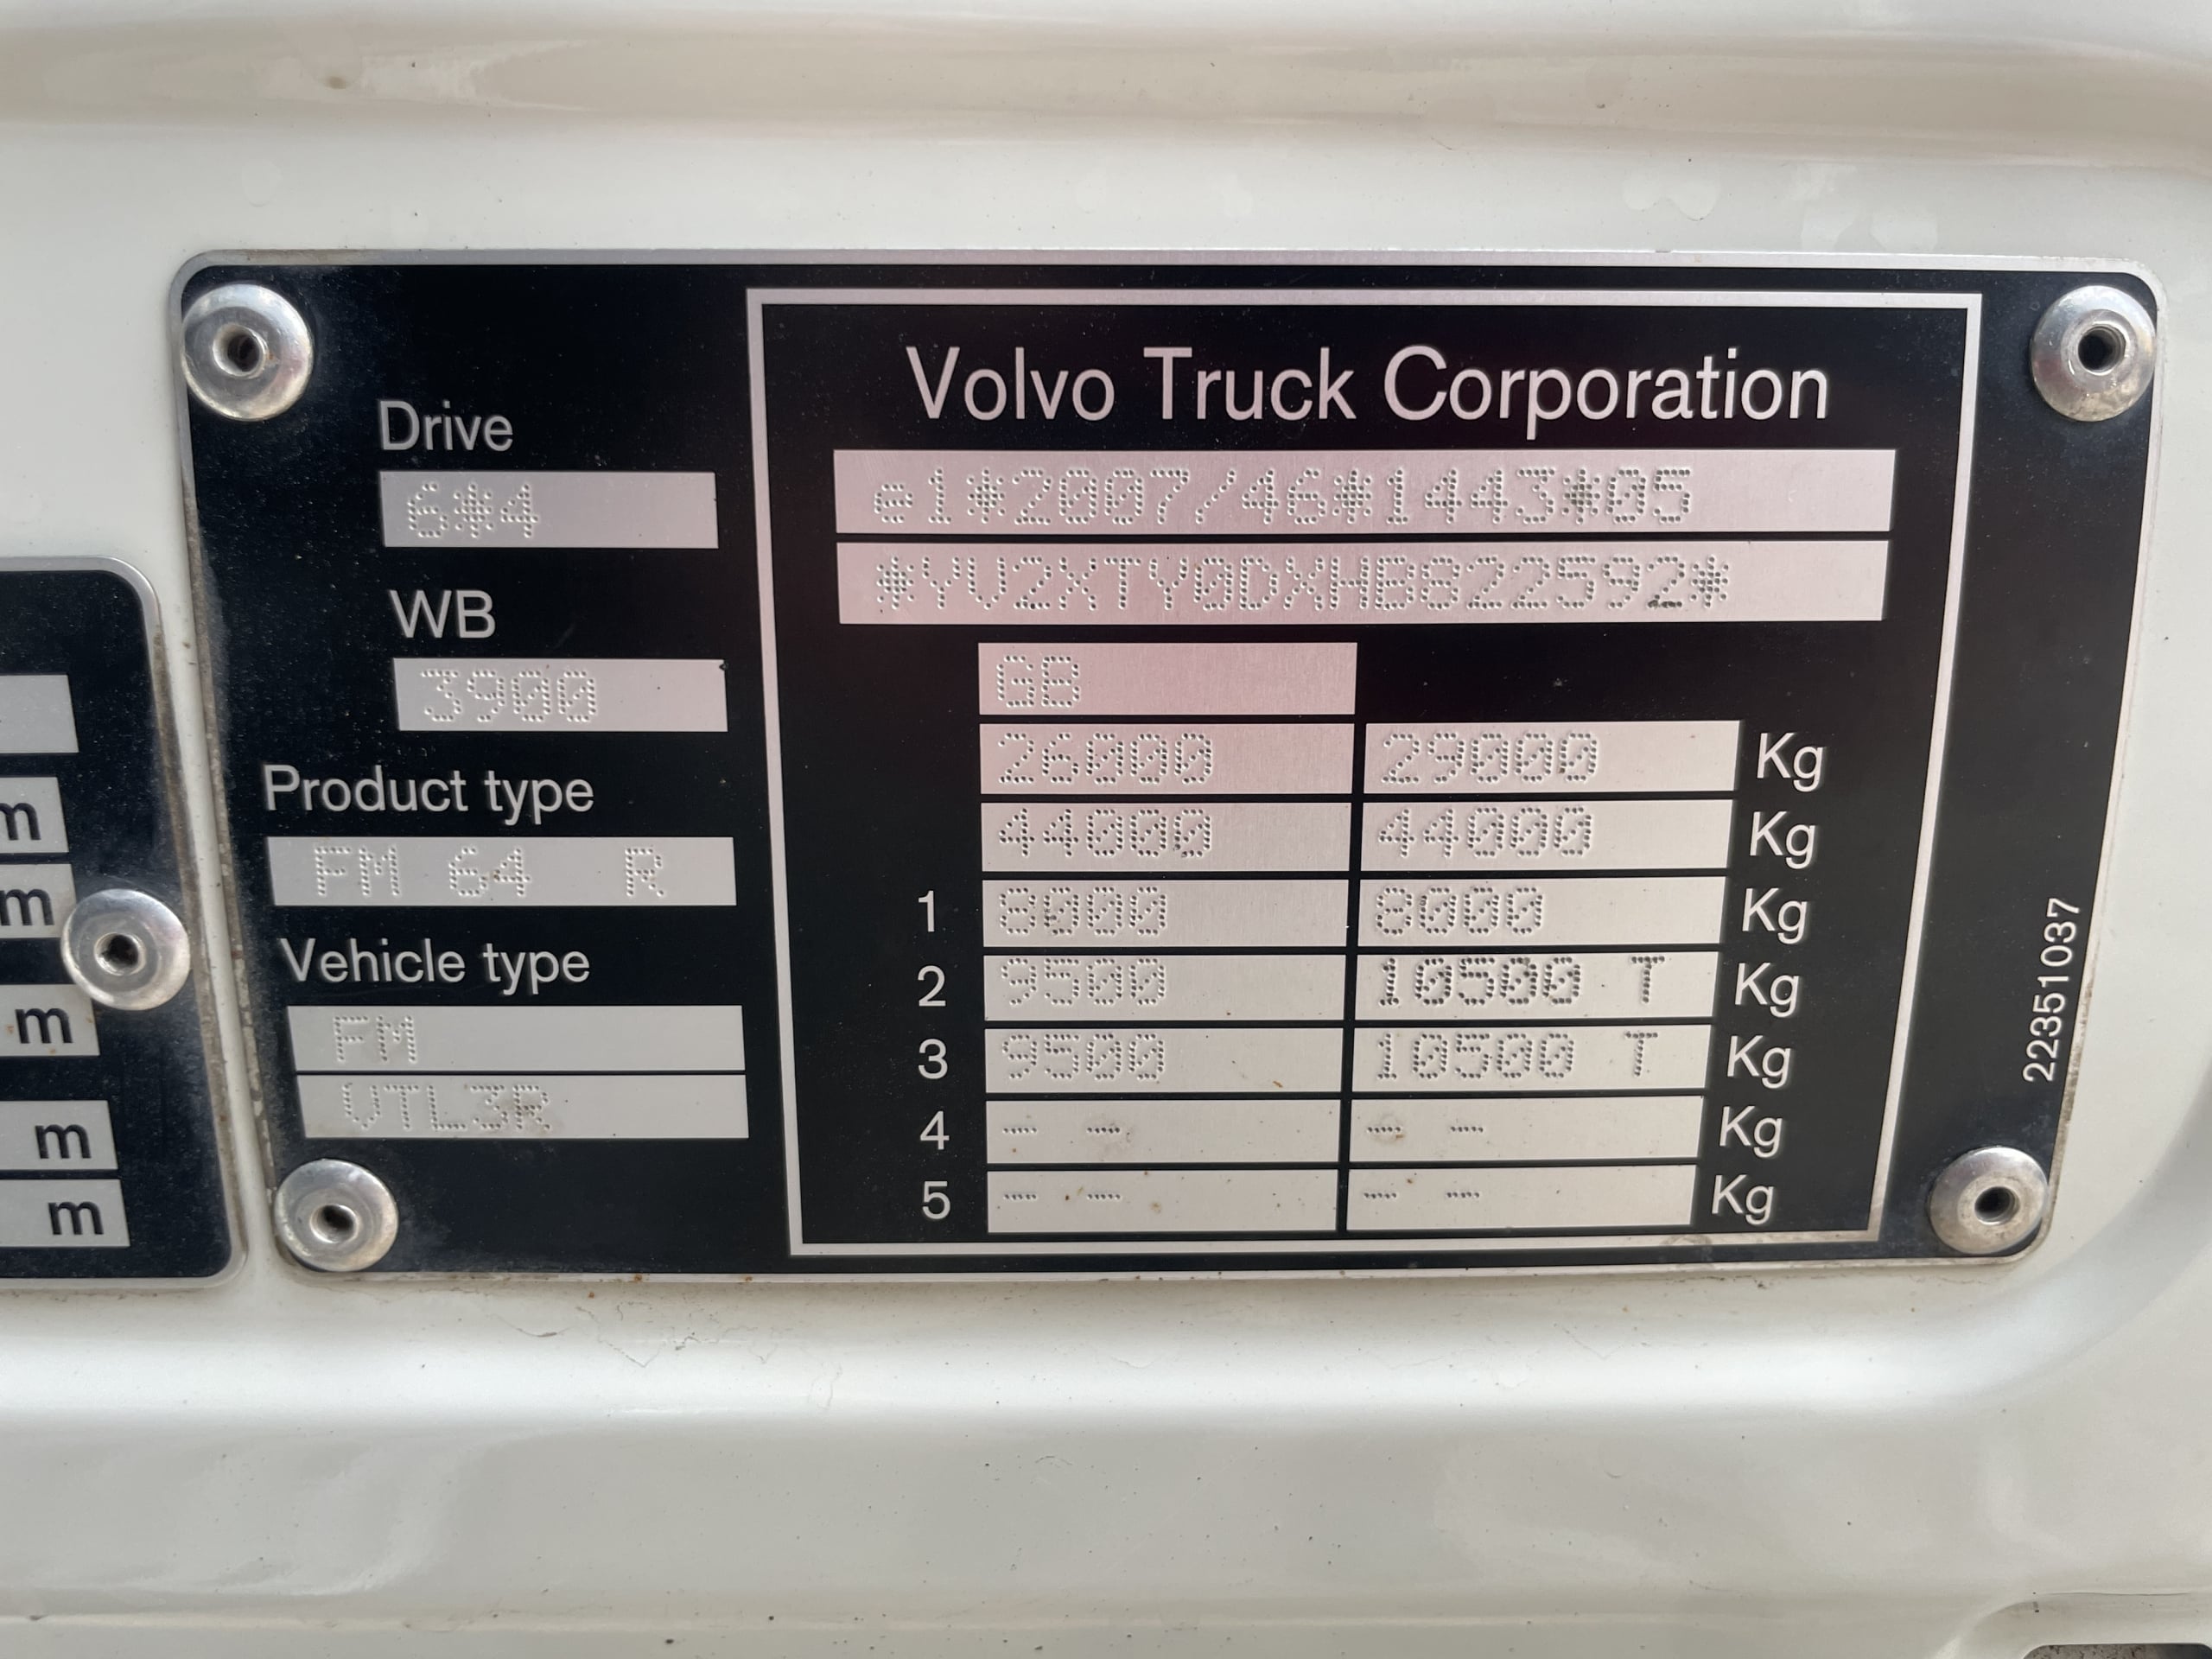 Volvo Truck Corporation
Drive
6*4
WB
3900
Product type
FM 64 R
Vehicle type
FM
VTL3R
e1*2007/46*1443*05
*YV2XTY0DXHB822592*
GB
26000 29000 Kg
44000 44000 Kg
1 8000 8000 Kg
2 9500 10500 T Kg
3 9500 10500 T Kg
4 -- -- -- -- Kg
5 -- -- -- -- Kg
22351037
m
m
m
m
m